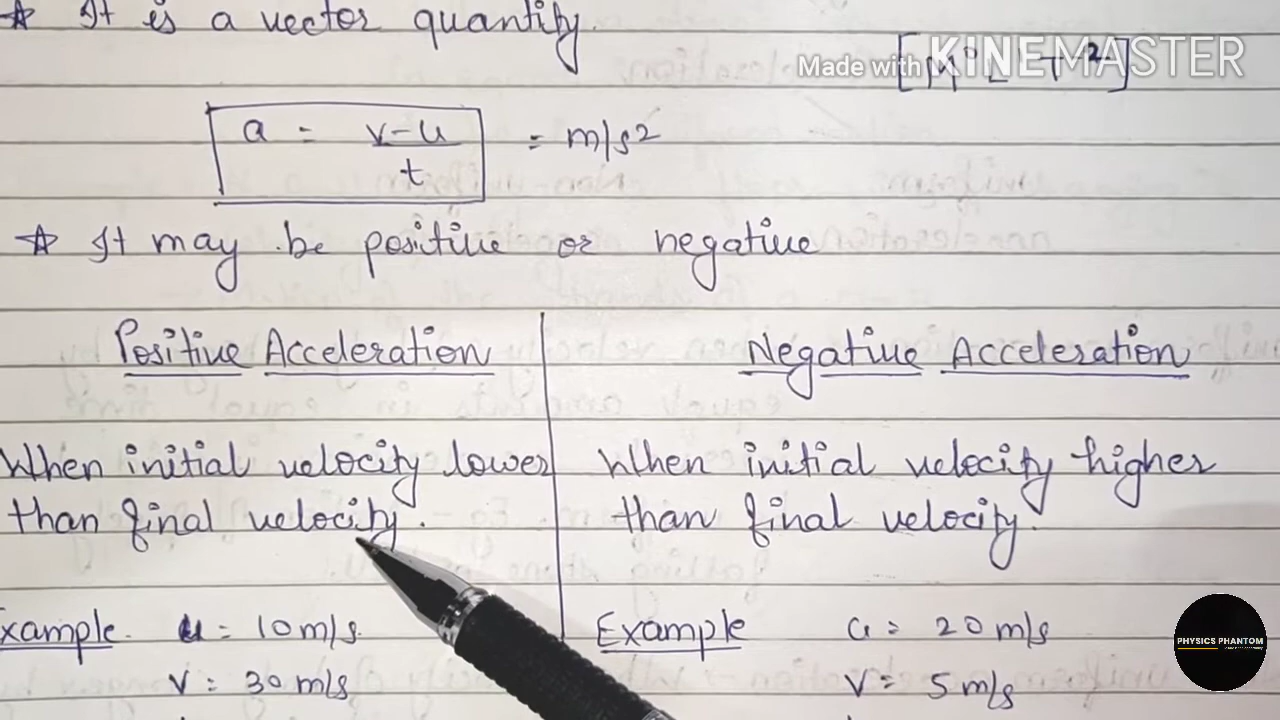 ☆ It is a vector quantity.
[M⁰L¹T⁻²]
Made with KINEMASTER
a = v-u / t = m/s²
☆ It may be positive or negative
Positive Acceleration
When initial velocity lower
than final velocity.
Example. u = 10 m/s.
v = 30 m/s
Negative Acceleration
When initial velocity higher
than final velocity.
Example u = 20 m/s
v = 5 m/s
PHYSICS PHANTOM